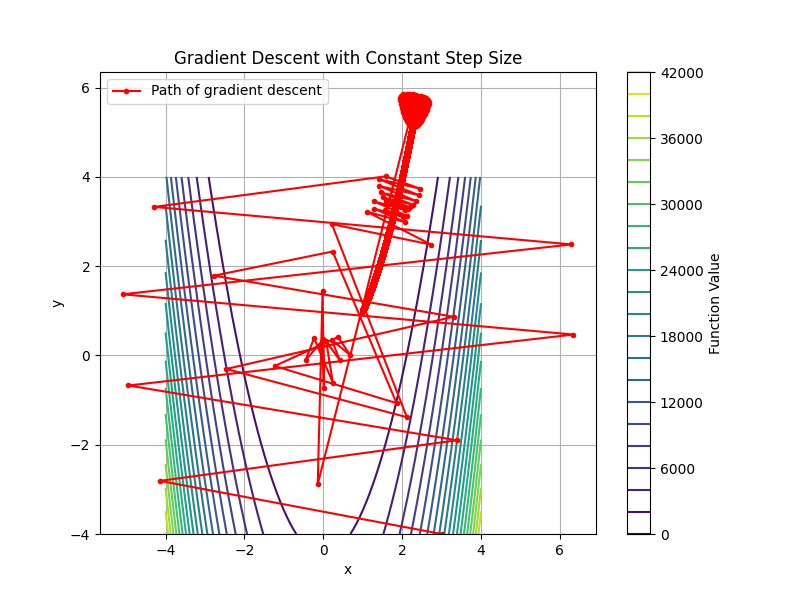 Gradient Descent with Constant Step Size
Path of gradient descent
6
4
2
0
−2
−4
y
−4 −2 0 2 4 6
x
42000
36000
30000
24000
18000
12000
6000
0
Function Value